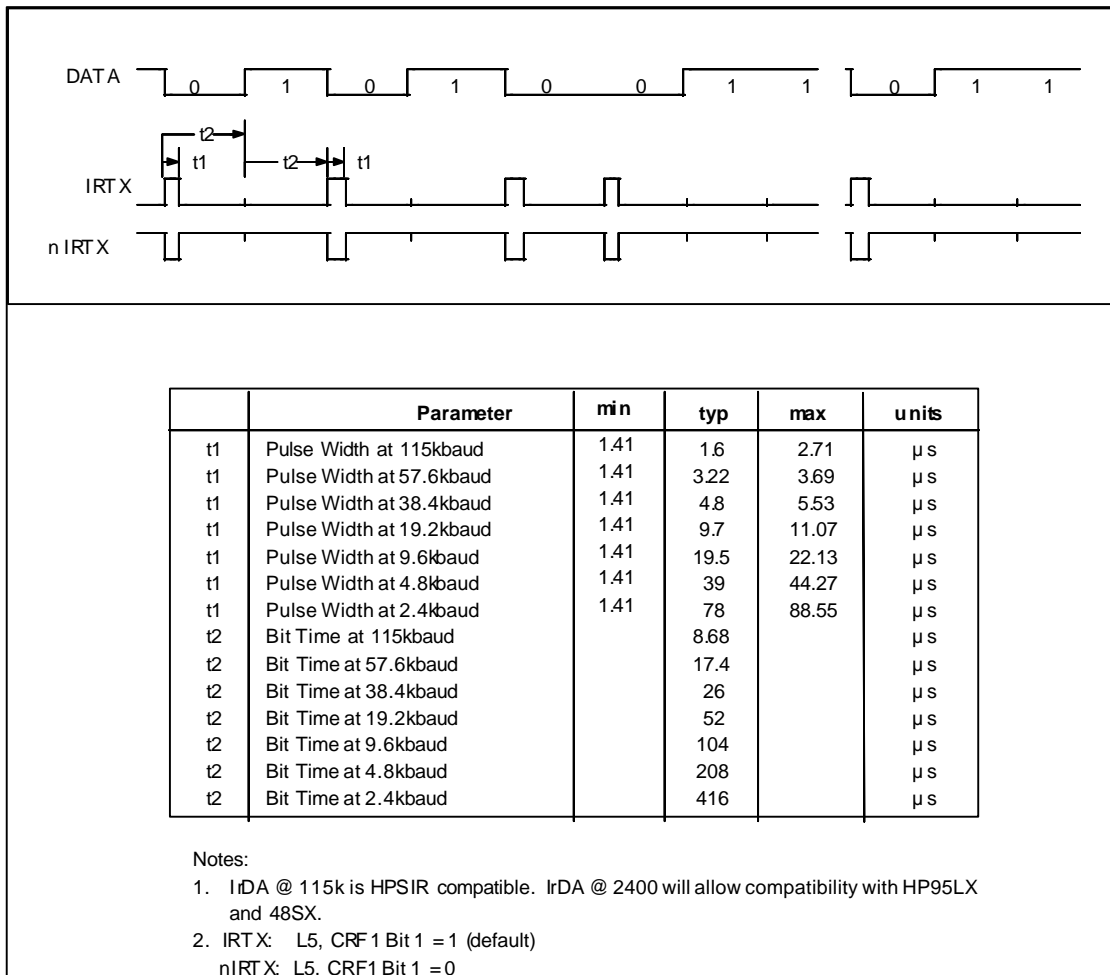 DATA 0 1 0 1 0 0 1 1 0 1 1
t2
t1 t2 t1
IRTX
nIRTX
Parameter min typ max units
t1 Pulse Width at 115kbaud 1.41 1.6 2.71 µs
t1 Pulse Width at 57.6kbaud 1.41 3.22 3.69 µs
t1 Pulse Width at 38.4kbaud 1.41 4.8 5.53 µs
t1 Pulse Width at 19.2kbaud 1.41 9.7 11.07 µs
t1 Pulse Width at 9.6kbaud 1.41 19.5 22.13 µs
t1 Pulse Width at 4.8kbaud 1.41 39 44.27 µs
t1 Pulse Width at 2.4kbaud 1.41 78 88.55 µs
t2 Bit Time at 115kbaud 8.68 µs
t2 Bit Time at 57.6kbaud 17.4 µs
t2 Bit Time at 38.4kbaud 26 µs
t2 Bit Time at 19.2kbaud 52 µs
t2 Bit Time at 9.6kbaud 104 µs
t2 Bit Time at 4.8kbaud 208 µs
t2 Bit Time at 2.4kbaud 416 µs
Notes:
1. IrDA @ 115k is HPSIR compatible. IrDA @ 2400 will allow compatibility with HP95LX
and 48SX.
2. IRTX: L5, CRF1 Bit 1 = 1 (default)
nIRTX: L5, CRF1 Bit 1 = 0